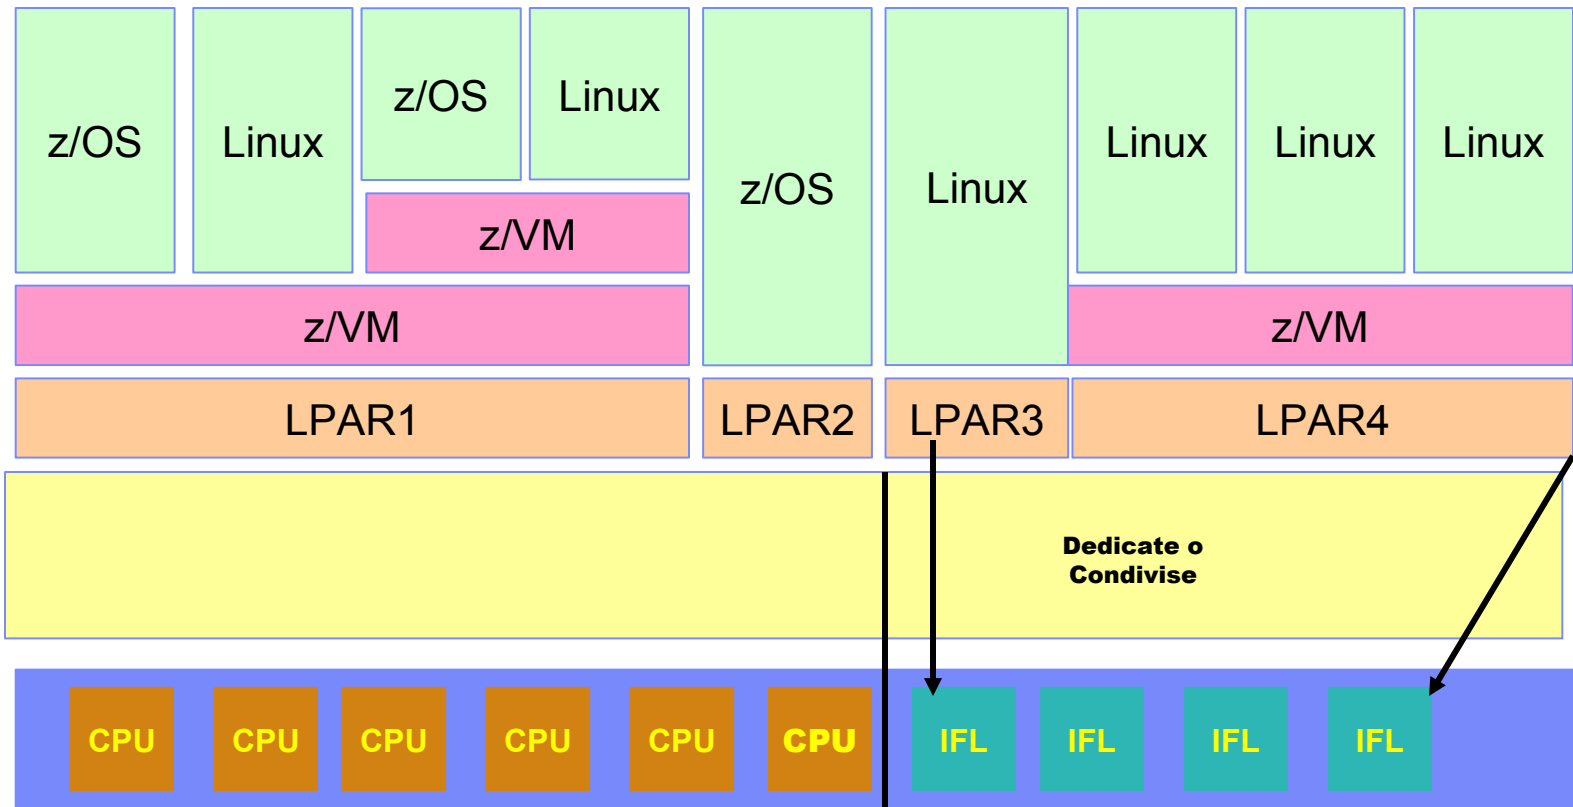 z/OS
Linux
z/OS
Linux
z/OS
Linux
Linux
Linux
Linux
z/VM
z/VM
z/VM
LPAR1
LPAR2
LPAR3
LPAR4
Dedicate o
Condivise
CPU
CPU
CPU
CPU
CPU
CPU
IFL
IFL
IFL
IFL